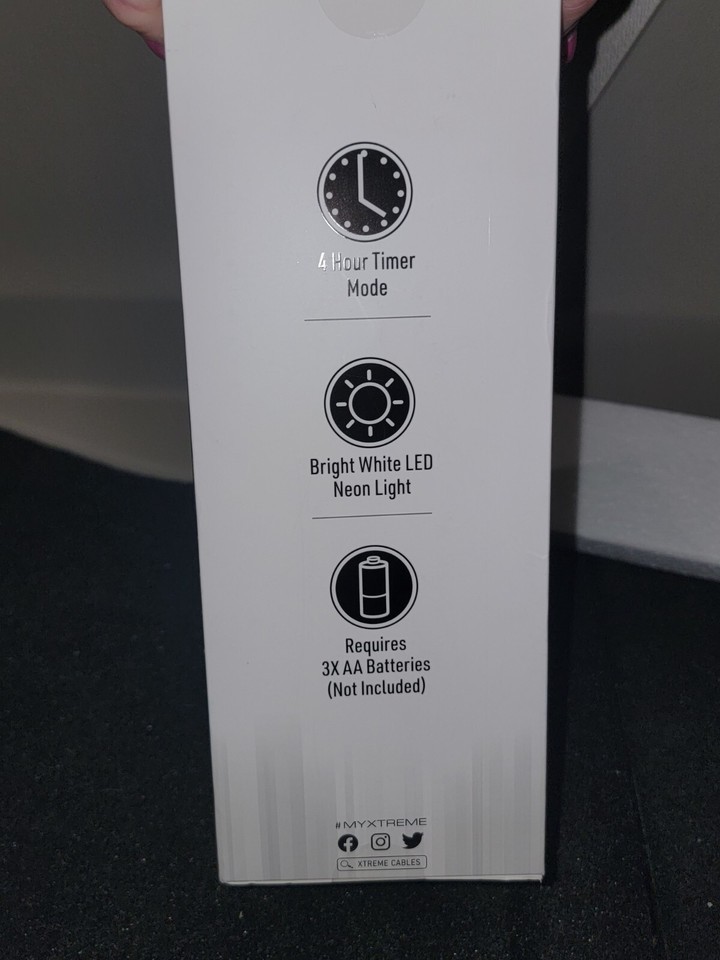 4 Hour Timer
Mode
Bright White LED
Neon Light
Requires
3X AA Batteries
(Not Included)
#MYXTREME
XTREME CABLES